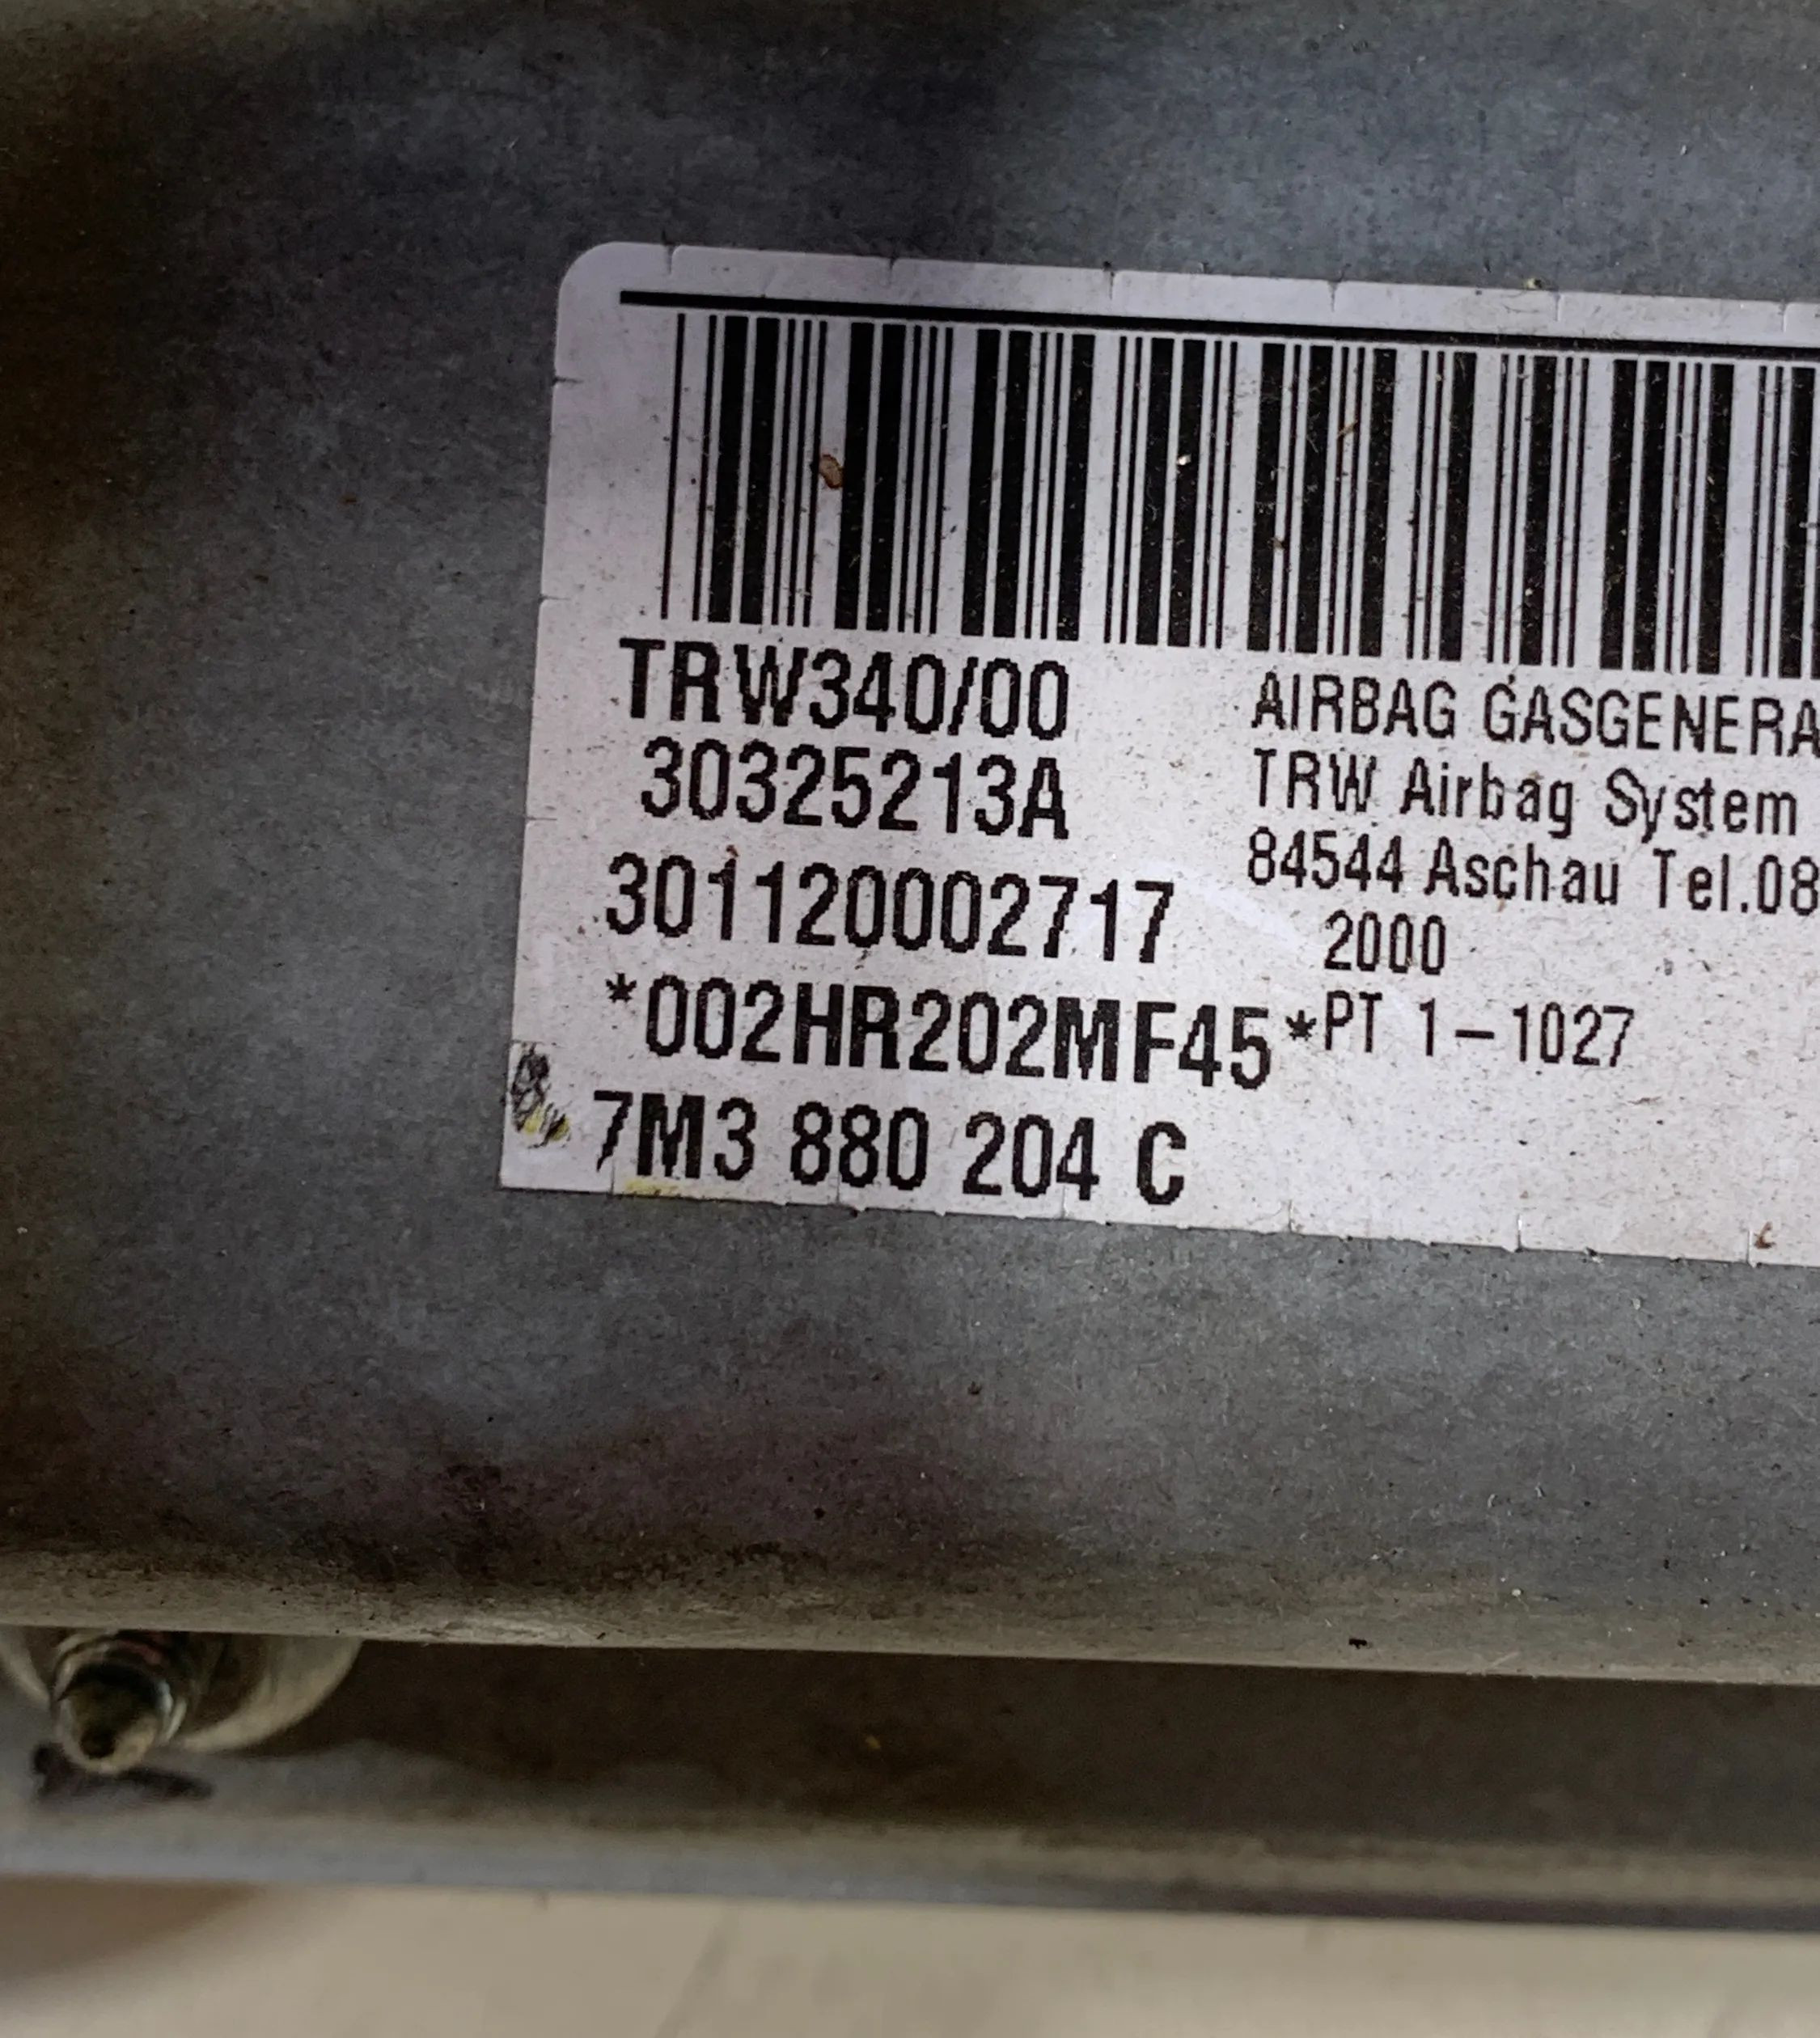 TRW340/00
30325213A
301120002717
*002HR202MF45*
7M3 880 204 C
AIRBAG GASGENERA
TRW Airbag System
84544 Aschau Tel.08
2000
PT 1-1027